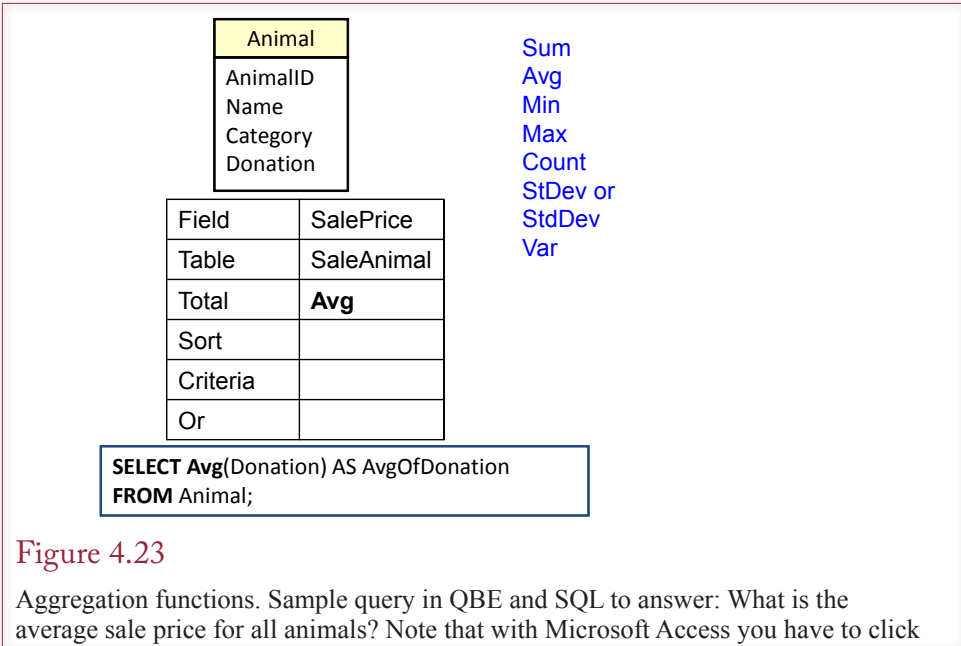 Animal
AnimalID
Name
Category
Donation
Sum
Avg
Min
Max
Count
StDev or
StdDev
Var
Field SalePrice
Table SaleAnimal
Total Avg
Sort
Criteria
Or
SELECT Avg(Donation) AS AvgOfDonation
FROM Animal;
Figure 4.23
Aggregation functions. Sample query in QBE and SQL to answer: What is the
average sale price for all animals? Note that with Microsoft Access you have to click